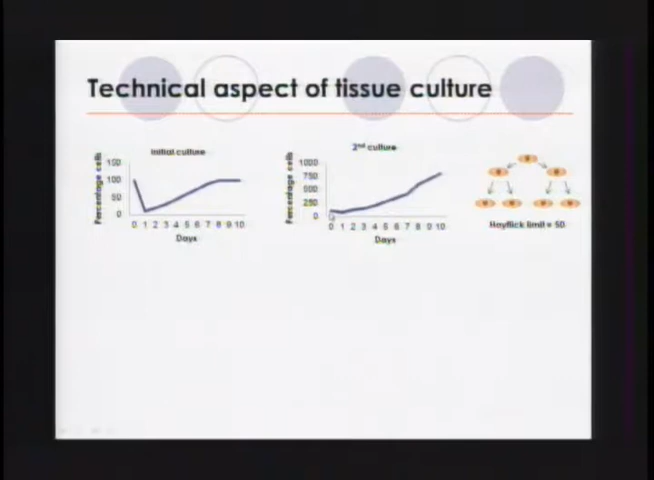 Technical aspect of tissue culture
Initial culture
Percentage cells
150
100
50
0
0 1 2 3 4 5 6 7 8 9 10
Days
2nd culture
Percentage cells
1000
750
500
250
0
0 1 2 3 4 5 6 7 8 9 10
Days
Hayflick limit = 50